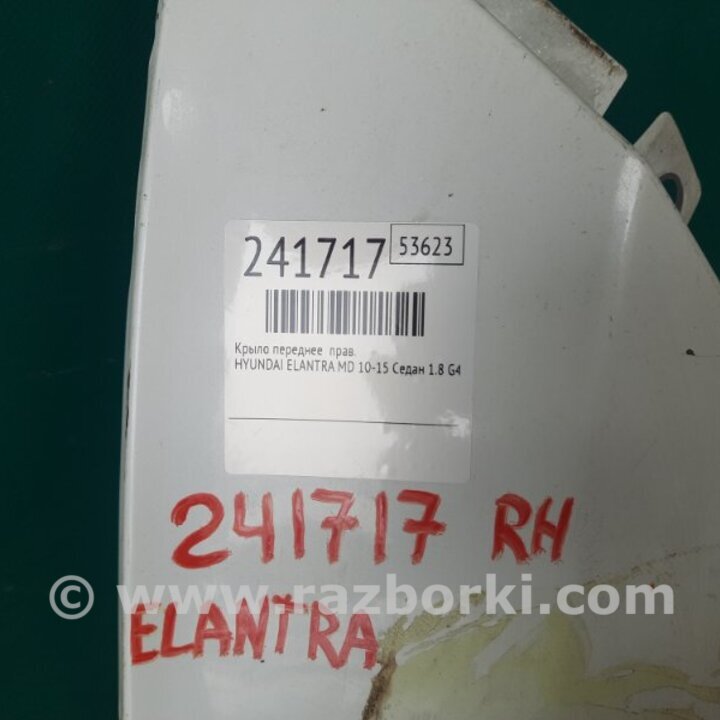 241717 53623
Крыло переднее прав.
HYUNDAI ELANTRA MD 10-15 Седан 1.8 G4
241717 RH
© www.razborki.com
ELANTRA